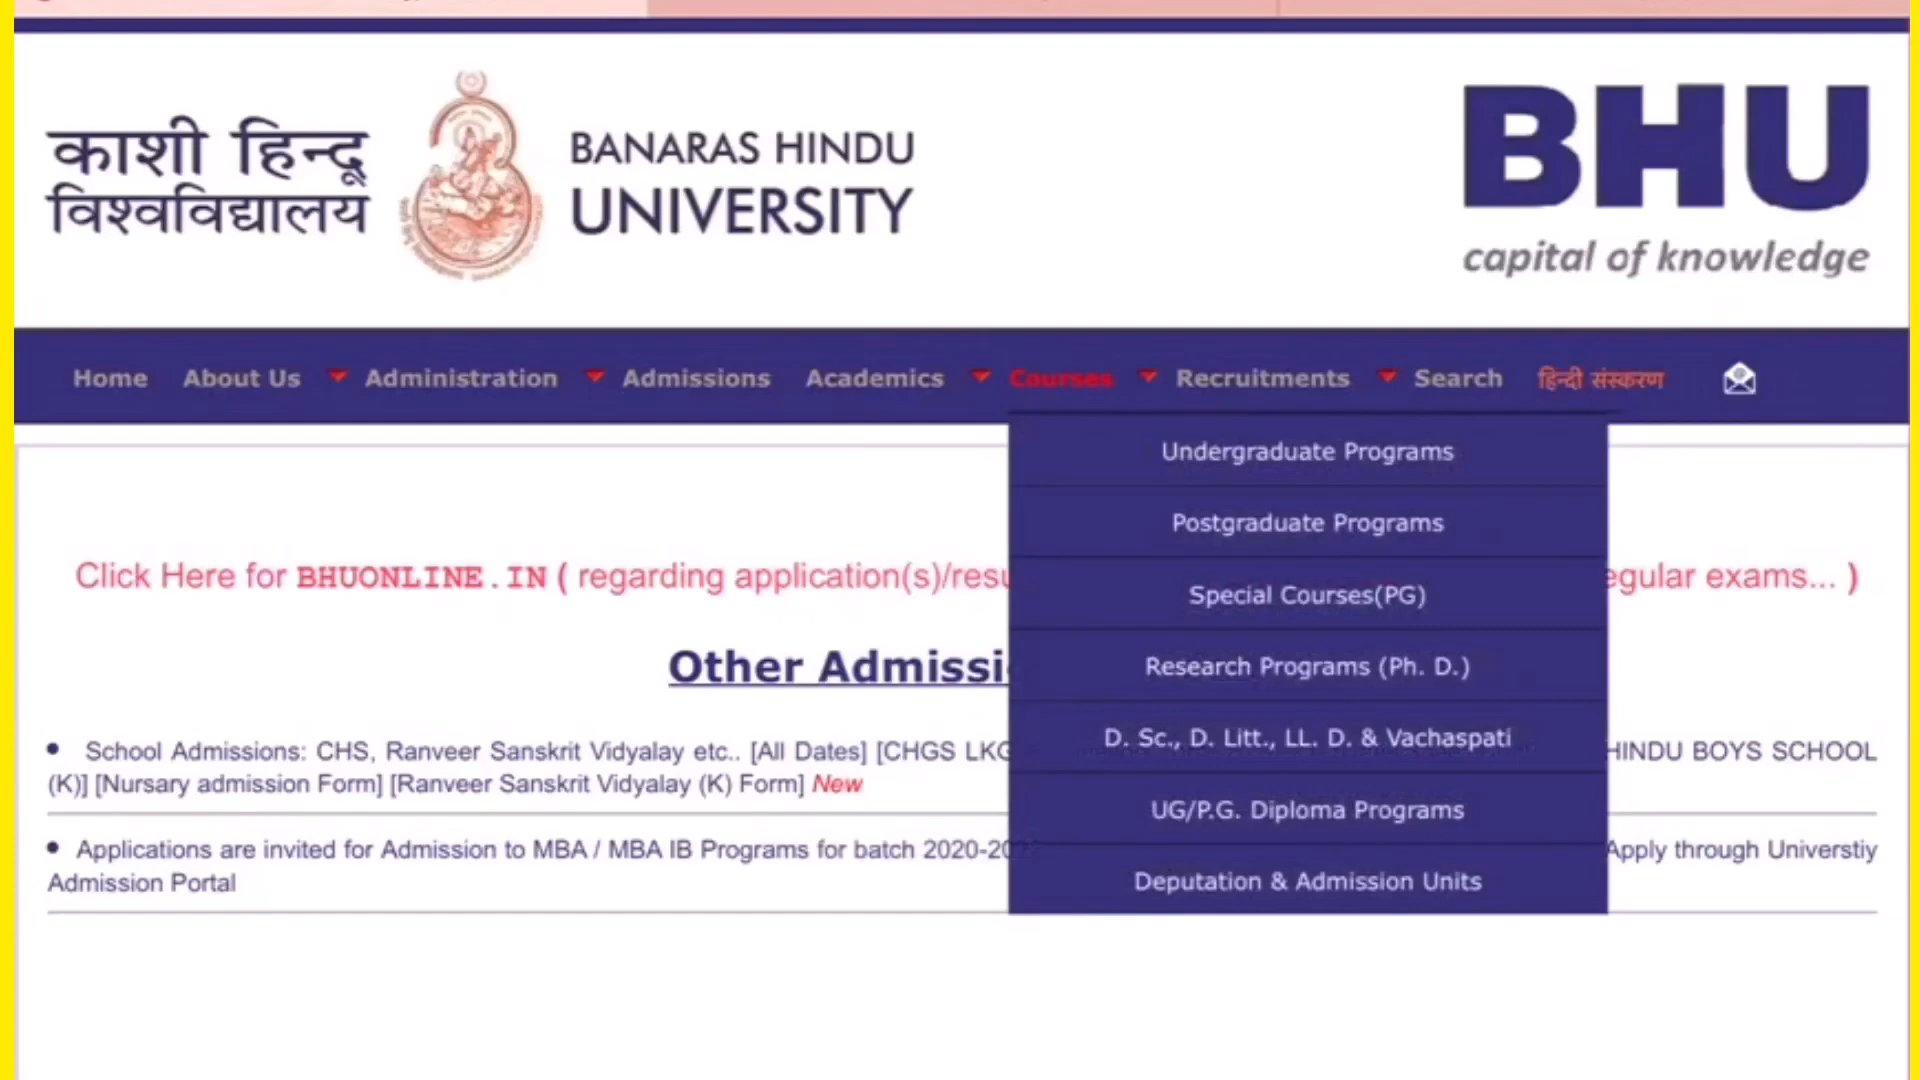 काशी हिन्दू
विश्वविद्यालय
BANARAS HINDU
UNIVERSITY
BHU
capital of knowledge
Home About Us Administration Admissions Academics Courses Recruitments Search हिन्दी संस्करण
Undergraduate Programs
Postgraduate Programs
Special Courses(PG)
Research Programs (Ph. D.)
D. Sc., D. Litt., LL. D. & Vachaspati
UG/P.G. Diploma Programs
Deputation & Admission Units
Click Here for BHUONLINE.IN ( regarding application(s)/resu egular exams... )
Other Admissi
• School Admissions: CHS, Ranveer Sanskrit Vidyalay etc.. [All Dates] [CHGS LKG HINDU BOYS SCHOOL
(K)] [Nursary admission Form] [Ranveer Sanskrit Vidyalay (K) Form] New
• Applications are invited for Admission to MBA / MBA IB Programs for batch 2020-2022 Apply through Universtiy
Admission Portal